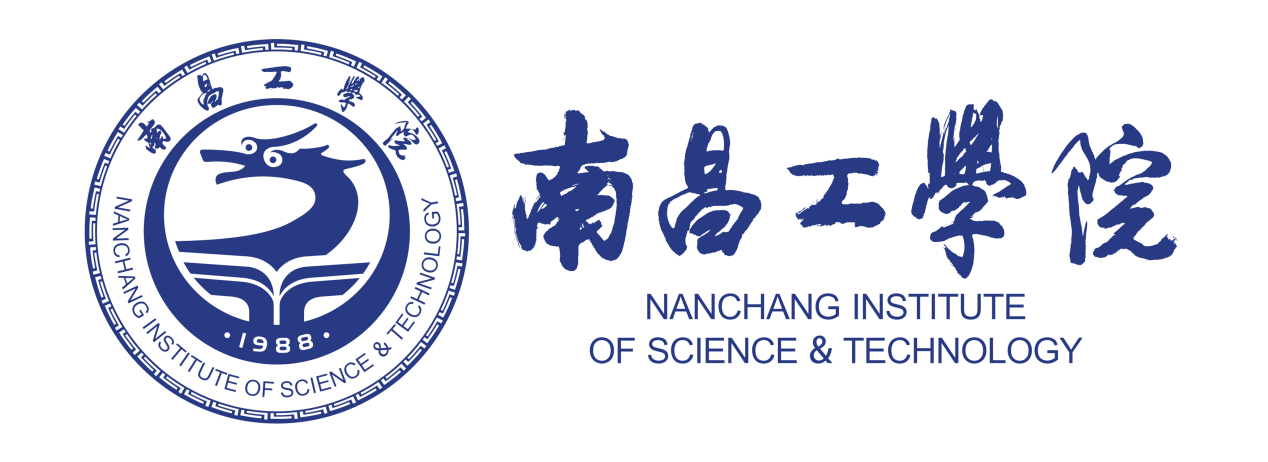 南昌工學院
NANCHANG INSTITUTE OF SCIENCE & TECHNOLOGY
·1988·
南昌工學院
NANCHANG INSTITUTE
OF SCIENCE & TECHNOLOGY